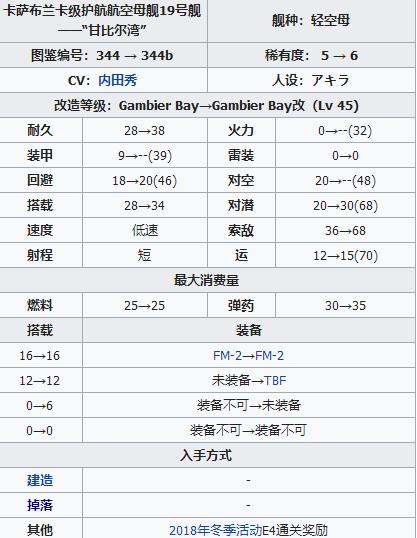 卡萨布兰卡级护航航空母舰19号舰
——“甘比尔湾”
舰种：轻空母
图鉴编号：344 → 344b
稀有度： 5 → 6
CV：内田秀
人设：アキラ
改造等级：Gambier Bay→Gambier Bay改（Lv 45）
耐久 28→38 火力 0→--(32)
装甲 9→--(39) 雷装 0→0
回避 18→20(46) 对空 20→--(48)
搭载 28→34 对潜 20→30(68)
速度 低速 索敌 36→68
射程 短 运 12→15(70)
最大消费量
燃料 25→25 弹药 30→35
搭载 装备
16→16 FM-2→FM-2
12→12 未装备→TBF
0→6 装备不可→未装备
0→0 装备不可→装备不可
入手方式
建造 -
掉落 -
其他 2018年冬季活动E4通关奖励